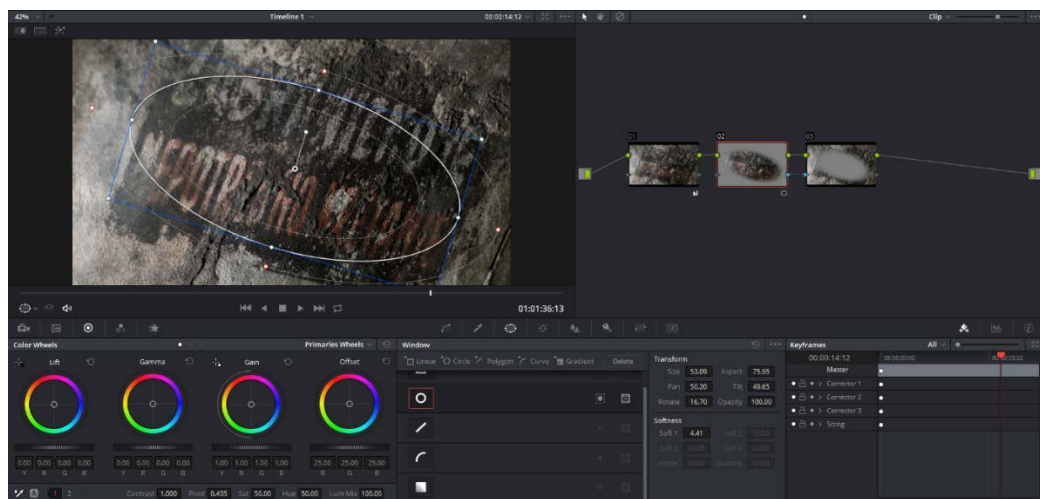 42%
Timeline 1
00:00:14:12
Clip
01
02
03
01:01:36:13
Color Wheels
Primaries Wheels
Lift
Gamma
Gain
Offset
0.00 0.00 0.00 0.00
0.00 0.00 0.00 0.00
1.00 1.00 1.00 1.00
25.00 25.00 25.00
Y R G B
Y R G B
Y R G B
R G B
A 1 2 Contrast 1.000 Pivot 0.435 Sat 50.00 Hue 50.00 Lum Mix 100.00
Window
Linear Circle Polygon Curve Gradient Delete
Transform
Size 53.09 Aspect 75.95
Pan 50.20 Tilt 49.65
Rotate 16.70 Opacity 100.00
Softness
Soft 1 4.41 Soft 2
Keyframes
All
00:00:14:12
00:00:00:00
Master
Corrector 1
Corrector 2
Corrector 3
Sizing